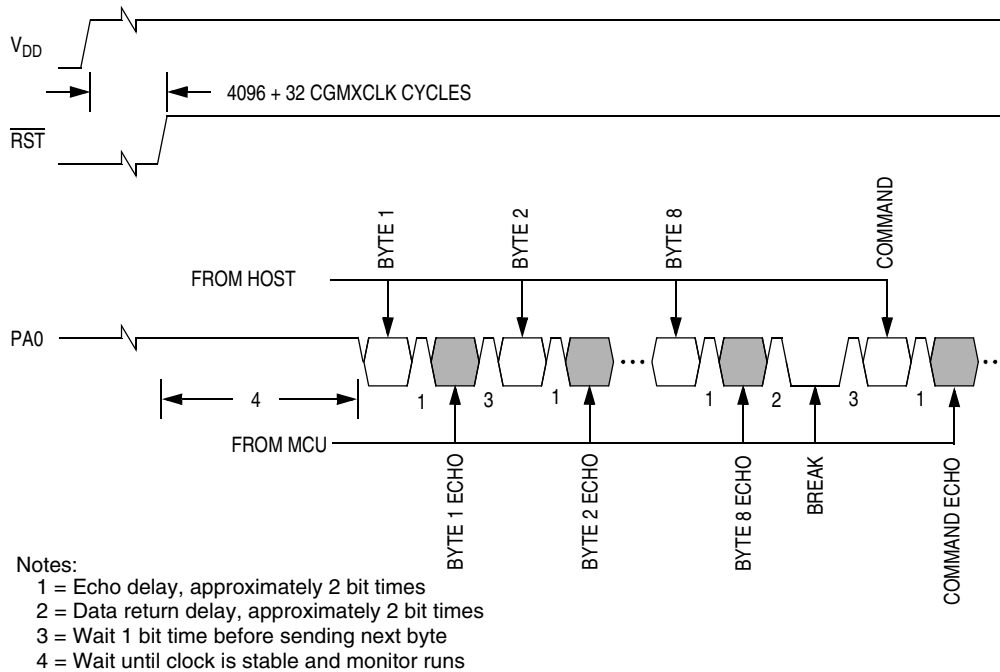 VDD
4096 + 32 CGMXCLK CYCLES
RST
BYTE 1
BYTE 2
BYTE 8
COMMAND
FROM HOST
PA0
1
3
1
1
2
3
1
4
FROM MCU
BYTE 1 ECHO
BYTE 2 ECHO
BYTE 8 ECHO
BREAK
COMMAND ECHO
Notes:
1 = Echo delay, approximately 2 bit times
2 = Data return delay, approximately 2 bit times
3 = Wait 1 bit time before sending next byte
4 = Wait until clock is stable and monitor runs